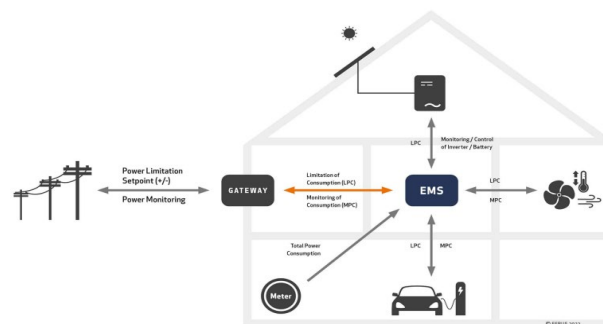 LPC
Monitoring / Control
of Inverter / Battery
Power Limitation
Setpoint (+/-)
Power Monitoring
GATEWAY
Limitation of
Consumption (LPC)
Monitoring of
Consumption (MPC)
EMS
LPC
MPC
Total Power
Consumption
LPC
MPC
Meter